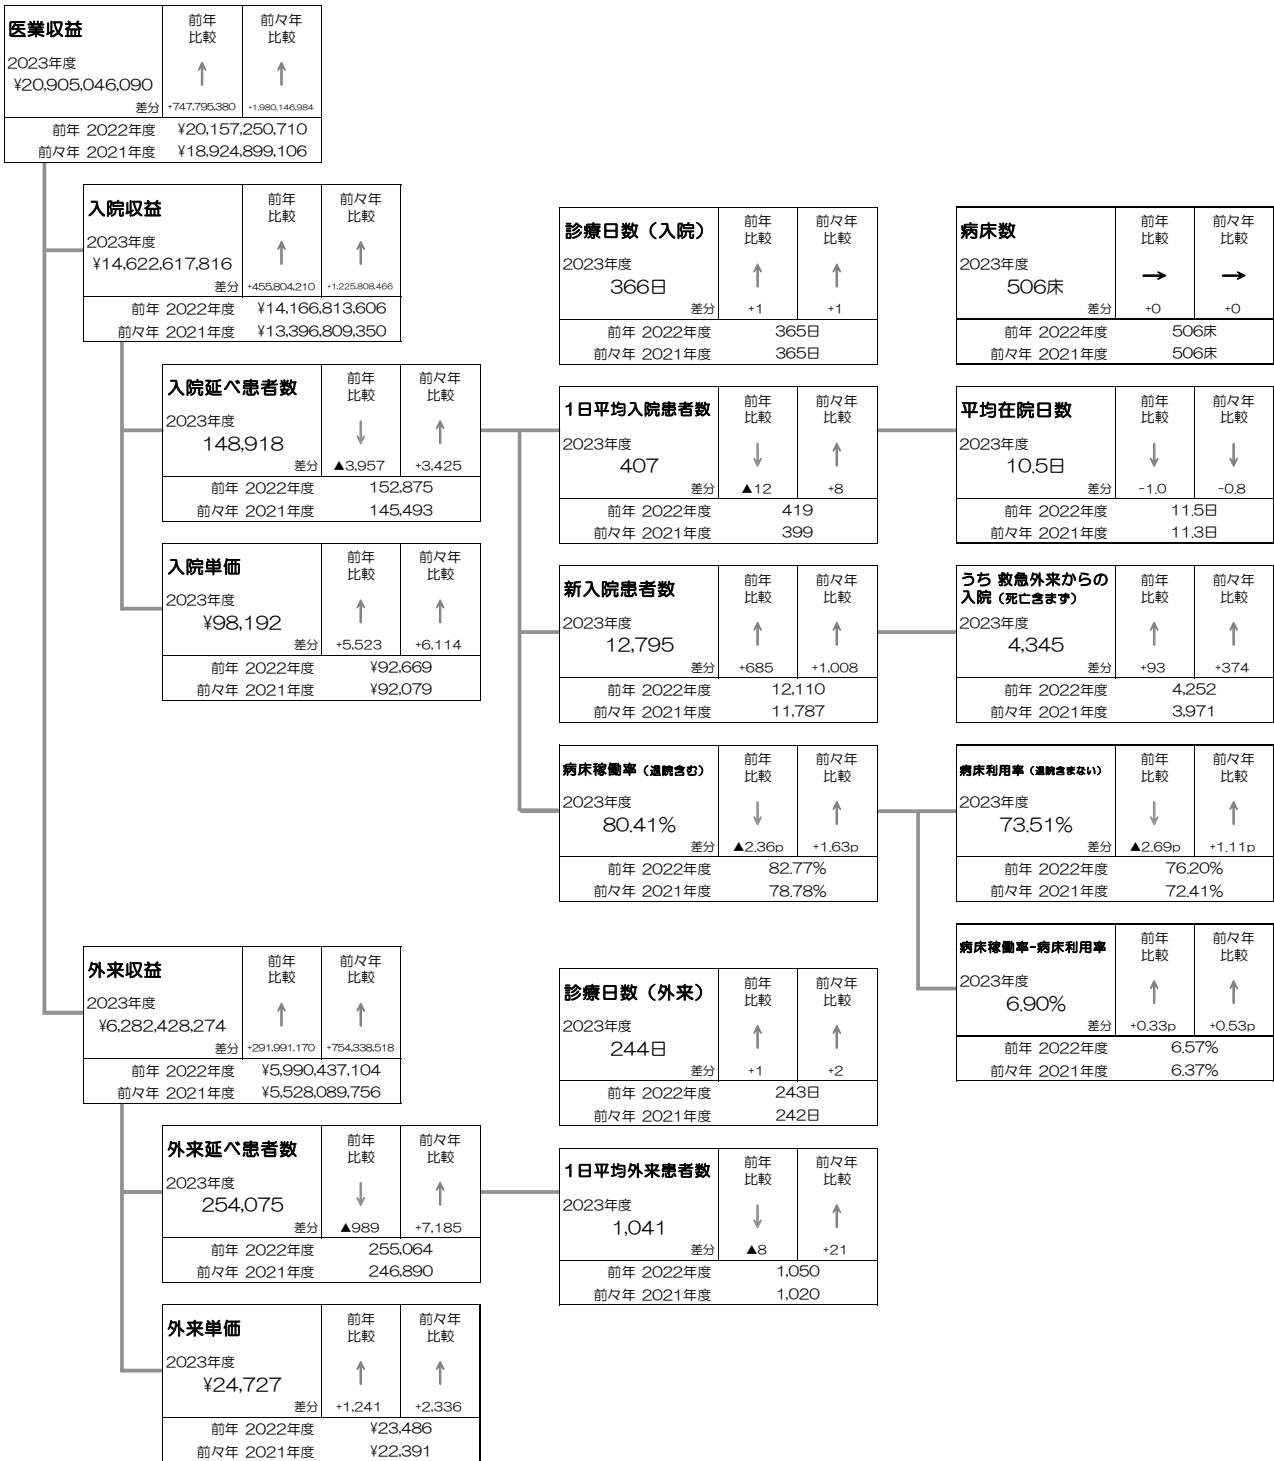 医業収益
前年
比較
前々年
比較
2023年度
¥20,905,046,090
差分
+747,795,380
+1,980,146,984
前年 2022年度 ¥20,157,250,710
前々年 2021年度 ¥18,924,899,106
入院収益
前年
比較
前々年
比較
2023年度
¥14,622,617,816
差分
+455,804,210
+1,225,808,466
前年 2022年度 ¥14,166,813,606
前々年 2021年度 ¥13,396,809,350
診療日数（入院）
前年
比較
前々年
比較
2023年度
366日
差分
+1
+1
前年 2022年度 365日
前々年 2021年度 365日
病床数
前年
比較
前々年
比較
2023年度
506床
差分
+0
+0
前年 2022年度 506床
前々年 2021年度 506床
入院延べ患者数
前年
比較
前々年
比較
2023年度
148,918
差分
▲3,957
+3,425
前年 2022年度 152,875
前々年 2021年度 145,493
1日平均入院患者数
前年
比較
前々年
比較
2023年度
407
差分
▲12
+8
前年 2022年度 419
前々年 2021年度 399
平均在院日数
前年
比較
前々年
比較
2023年度
10.5日
差分
-1.0
-0.8
前年 2022年度 11.5日
前々年 2021年度 11.3日
入院単価
前年
比較
前々年
比較
2023年度
¥98,192
差分
+5,523
+6,114
前年 2022年度 ¥92,669
前々年 2021年度 ¥92,079
新入院患者数
前年
比較
前々年
比較
2023年度
12,795
差分
+685
+1,008
前年 2022年度 12,110
前々年 2021年度 11,787
うち 救急外来からの
入院（死亡含まず）
前年
比較
前々年
比較
2023年度
4,345
差分
+93
+374
前年 2022年度 4,252
前々年 2021年度 3,971
病床稼働率（退院含む）
前年
比較
前々年
比較
2023年度
80.41%
差分
▲2.36p
+1.63p
前年 2022年度 82.77%
前々年 2021年度 78.78%
病床利用率（退院含まない）
前年
比較
前々年
比較
2023年度
73.51%
差分
▲2.69p
+1.11p
前年 2022年度 76.20%
前々年 2021年度 72.41%
病床稼働率-病床利用率
前年
比較
前々年
比較
2023年度
6.90%
差分
+0.33p
+0.53p
前年 2022年度 6.57%
前々年 2021年度 6.37%
外来収益
前年
比較
前々年
比較
2023年度
¥6,282,428,274
差分
+291,991,170
+754,338,518
前年 2022年度 ¥5,990,437,104
前々年 2021年度 ¥5,528,089,756
診療日数（外来）
前年
比較
前々年
比較
2023年度
244日
差分
+1
+2
前年 2022年度 243日
前々年 2021年度 242日
外来延べ患者数
前年
比較
前々年
比較
2023年度
254,075
差分
▲989
+7,185
前年 2022年度 255,064
前々年 2021年度 246,890
1日平均外来患者数
前年
比較
前々年
比較
2023年度
1,041
差分
▲8
+21
前年 2022年度 1,050
前々年 2021年度 1,020
外来単価
前年
比較
前々年
比較
2023年度
¥24,727
差分
+1,241
+2,336
前年 2022年度 ¥23,486
前々年 2021年度 ¥22,391